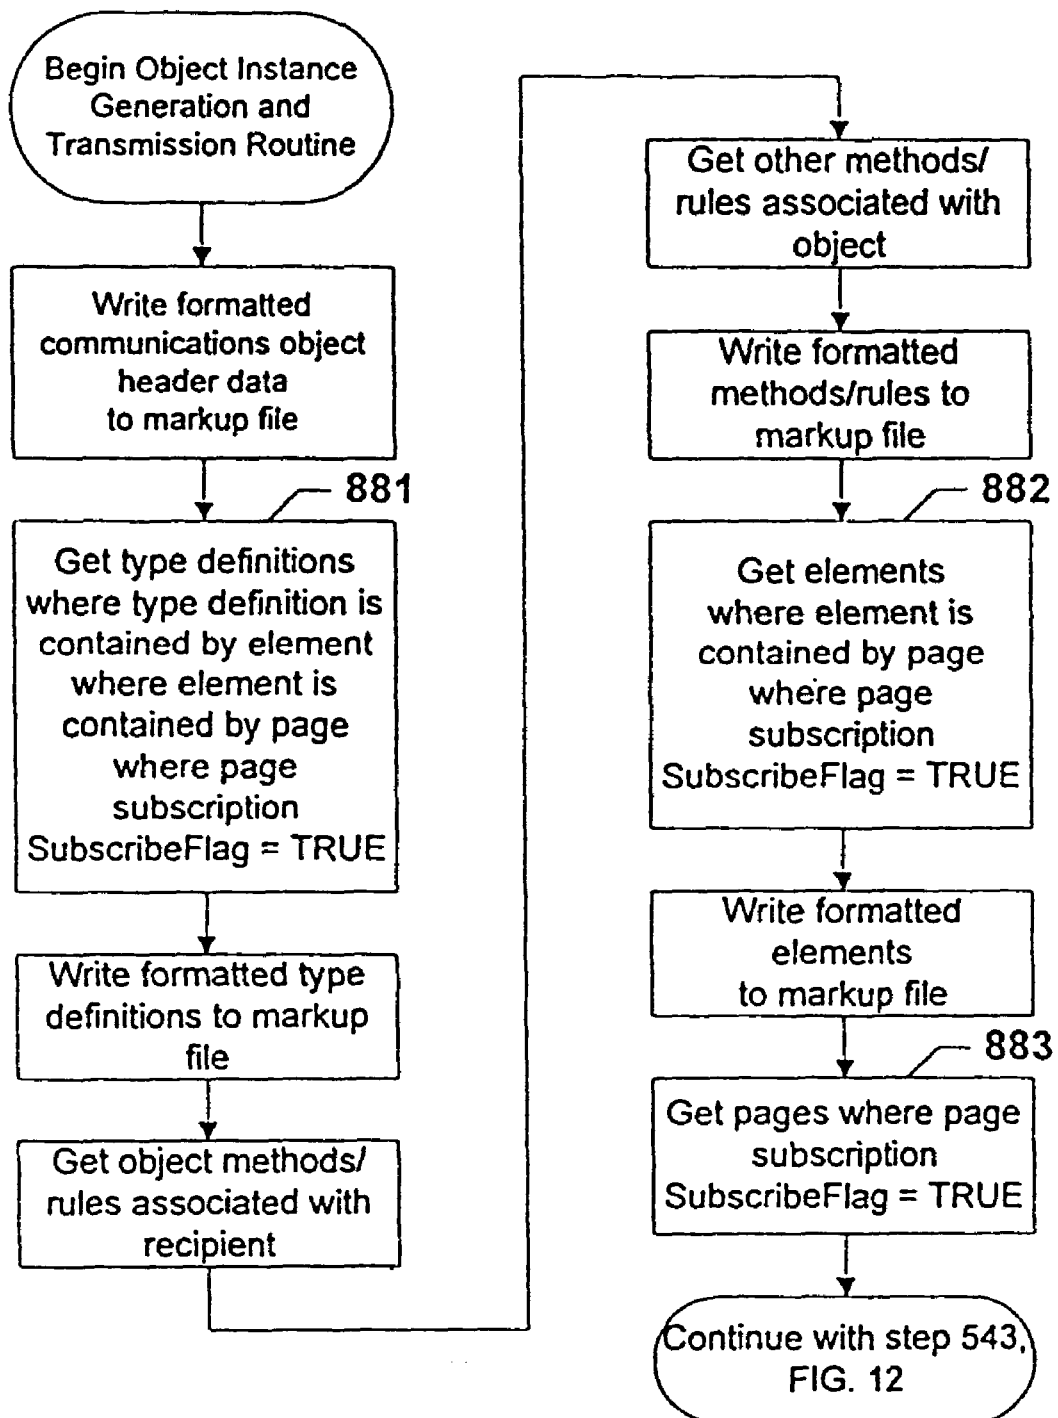 Begin Object Instance
Generation and
Transmission Routine
Write formatted
communications object
header data
to markup file
881
Get type definitions
where type definition is
contained by element
where element is
contained by page
where page
subscription
SubscribeFlag = TRUE
Write formatted type
definitions to markup
file
Get object methods/
rules associated with
recipient
Get other methods/
rules associated with
object
Write formatted
methods/rules to
markup file
882
Get elements
where element is
contained by page
where page
subscription
SubscribeFlag = TRUE
Write formatted
elements
to markup file
883
Get pages where page
subscription
SubscribeFlag = TRUE
Continue with step 543,
FIG. 12